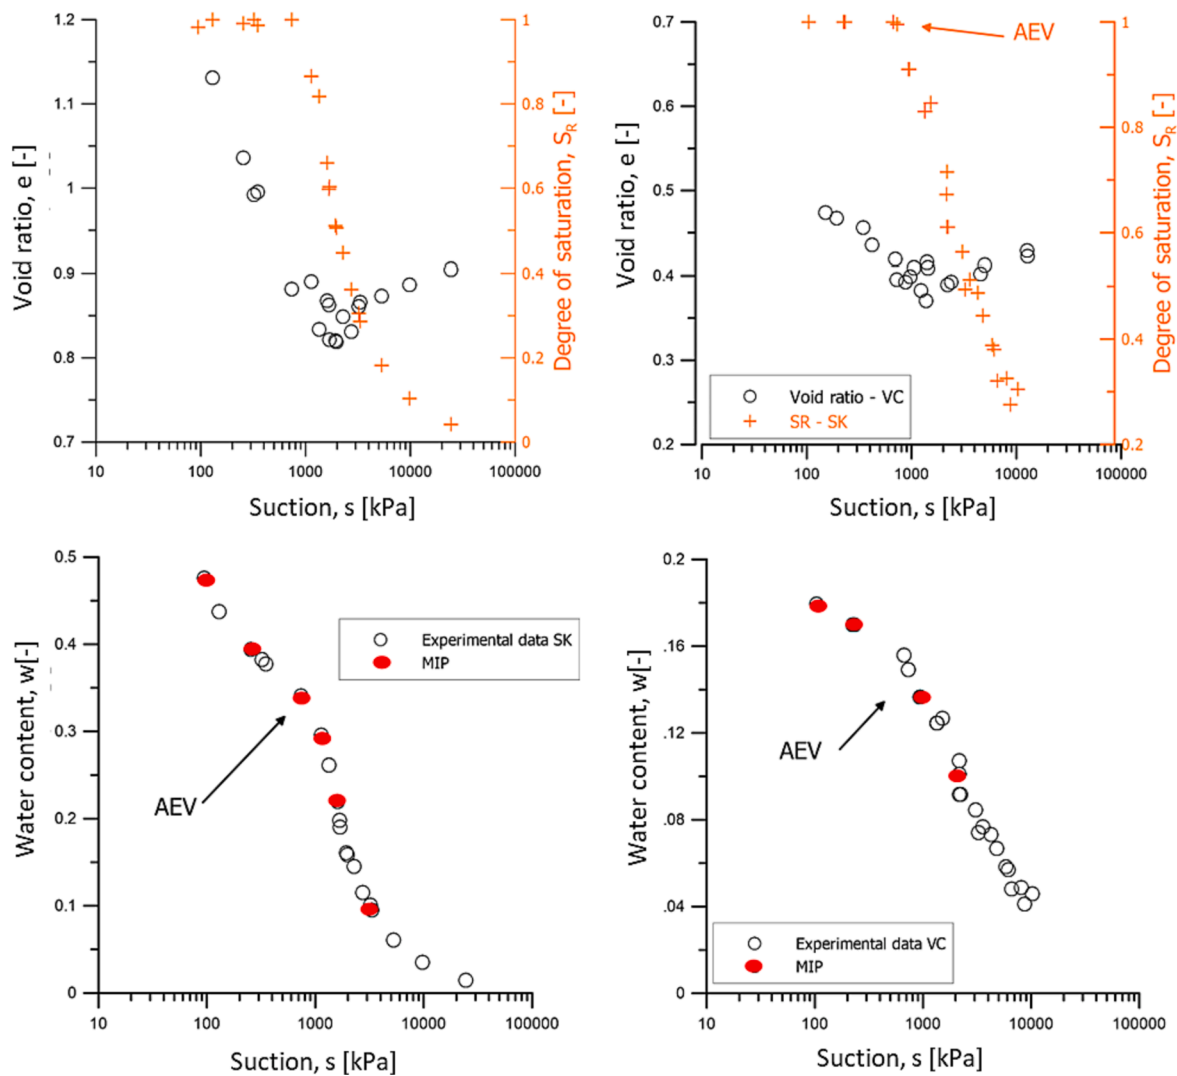 1.2
1.1
1
0.9
0.8
0.7
Void ratio, e [-]
1
0.8
0.6
0.4
0.2
0
Degree of saturation, S_R [-]
10
100
1000
10000
100000
Suction, s [kPa]
0.7
0.6
0.5
0.4
0.3
0.2
Void ratio, e [-]
AEV
1
0.8
0.6
0.4
0.2
Degree of saturation, S_R [-]
Void ratio - VC
SR - SK
10
100
1000
10000
100000
Suction, s [kPa]
0.5
0.4
0.3
0.2
0.1
0
Water content, w[-]
Experimental data SK
MIP
AEV
10
100
1000
10000
100000
Suction, s [kPa]
0.2
.16
.12
.08
.04
0
Water content, w[-]
AEV
Experimental data VC
MIP
10
100
1000
10000
100000
Suction, s [kPa]